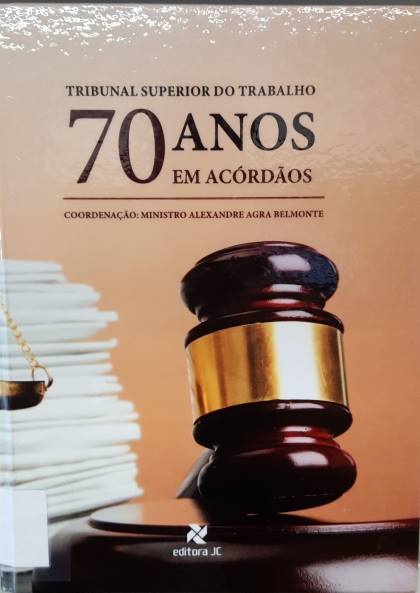 TRIBUNAL SUPERIOR DO TRABALHO
70 ANOS
EM ACÓRDÃOS
COORDENAÇÃO: MINISTRO ALEXANDRE AGRA BELMONTE
editora JC